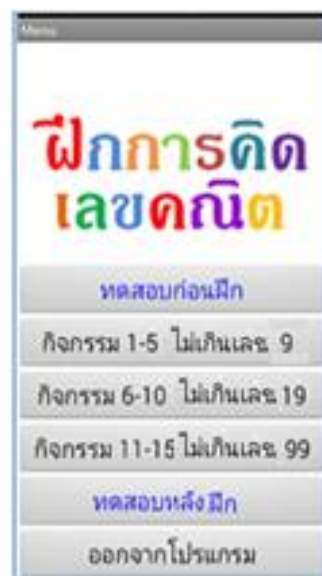 Menu
ฝึกการคิด
เลขคณิต
ทดสอบก่อนฝึก
กิจกรรม 1-5 ไม่เกินเลข 9
กิจกรรม 6-10 ไม่เกินเลข 19
กิจกรรม 11-15 ไม่เกินเลข 99
ทดสอบหลังฝึก
ออกจากโปรแกรม